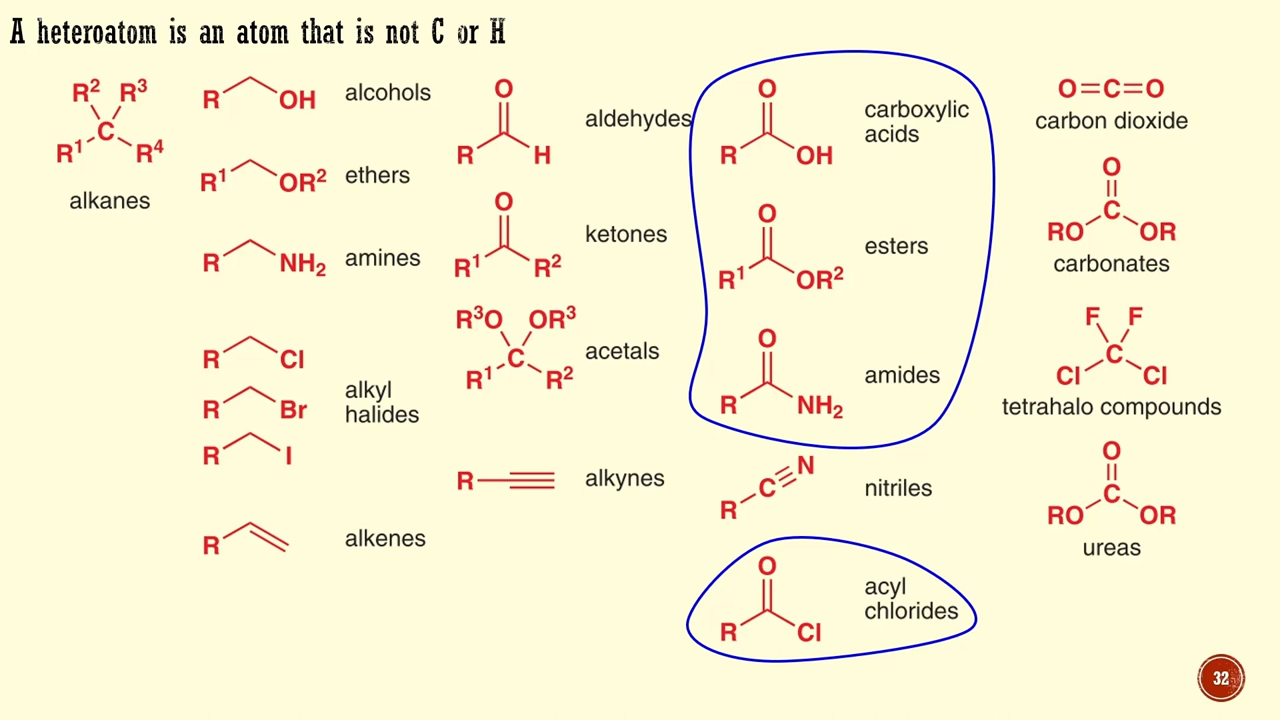 A heteroatom is an atom that is not C or H
R² R³
C
R¹ R⁴
alkanes
R OH alcohols
R¹ OR² ethers
R NH₂ amines
R Cl
R Br
R I
alkyl
halides
R alkenes
O
R H
aldehydes
O
R¹ R²
ketones
R³O OR³
C
R¹ R²
acetals
R alkynes
O
R OH
carboxylic
acids
O
R¹ OR²
esters
O
R NH₂
amides
R C N
nitriles
O
R Cl
acyl
chlorides
O=C=O
carbon dioxide
O
C
RO OR
carbonates
F F
C
Cl Cl
tetrahalo compounds
O
C
RO OR
ureas
32